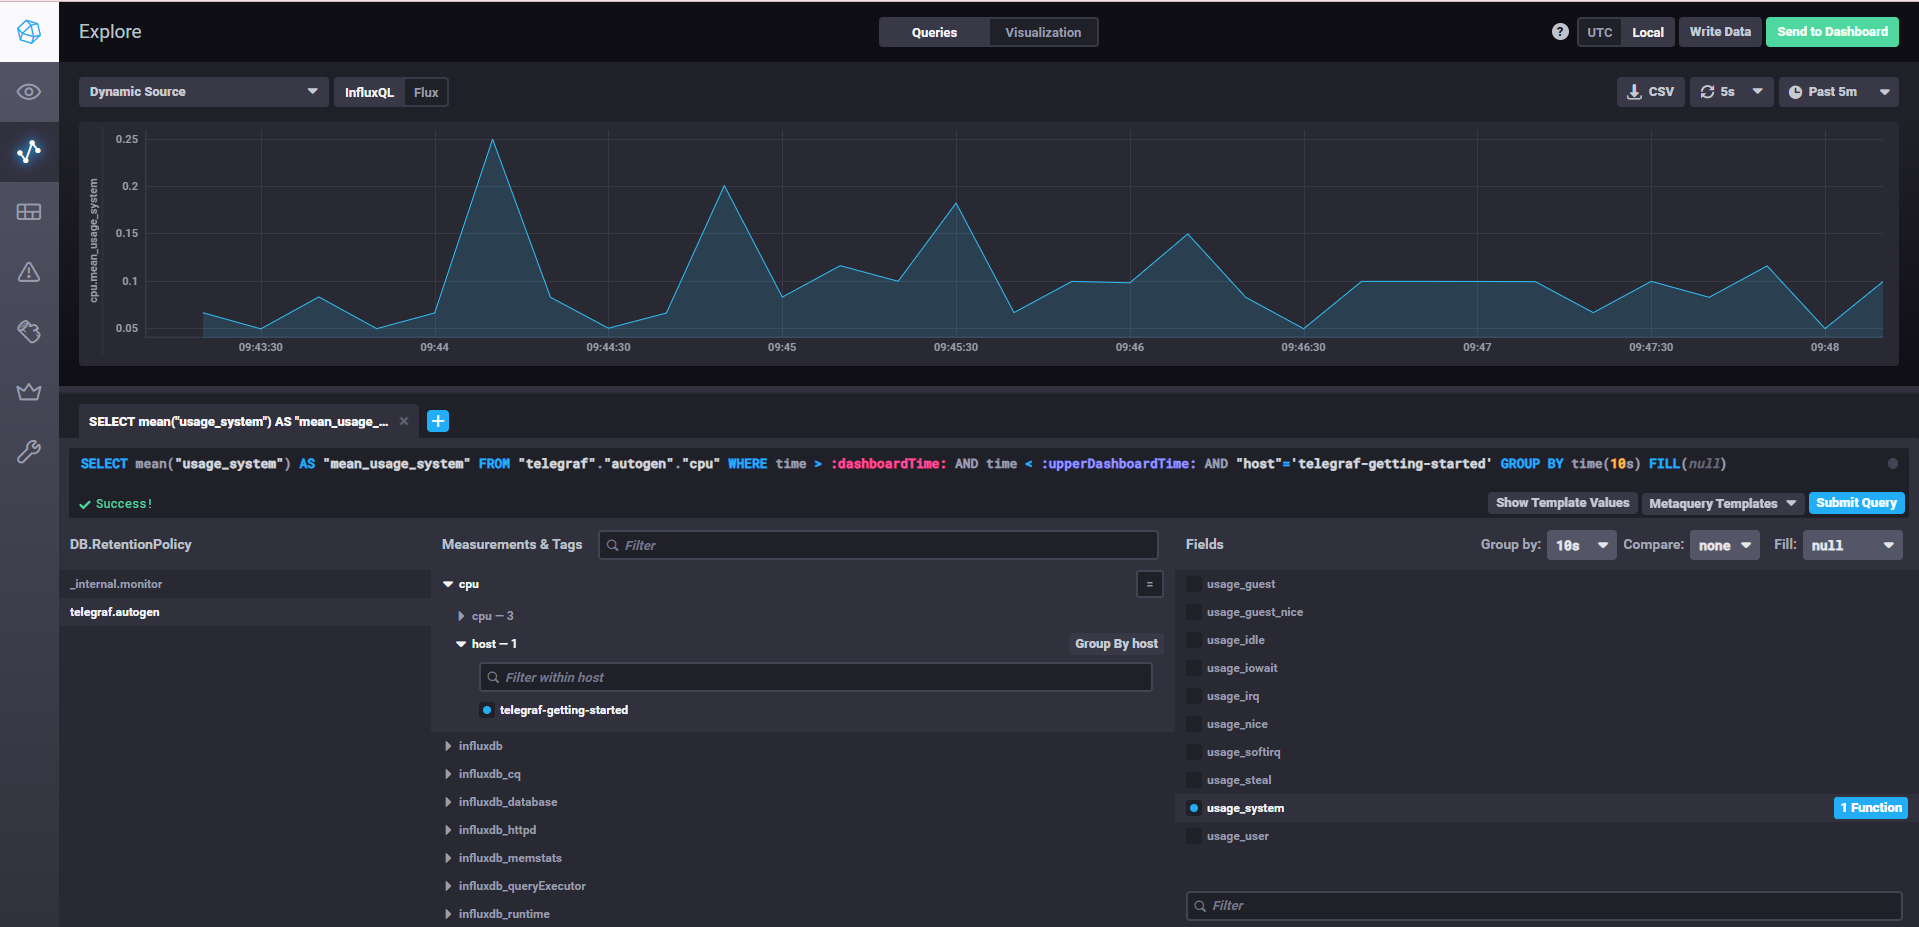 Explore
Queries Visualization
? UTC Local Write Data Send to Dashboard
Dynamic Source InfluxQL Flux
CSV 5s Past 5m
cpu.mean_usage_system
0.25
0.2
0.15
0.1
0.05
09:43:30 09:44 09:44:30 09:45 09:45:30 09:46 09:46:30 09:47 09:47:30 09:48
SELECT mean("usage_system") AS "mean_usage_... × +
SELECT mean("usage_system") AS "mean_usage_system" FROM "telegraf"."autogen"."cpu" WHERE time > :dashboardTime: AND time < :upperDashboardTime: AND "host"='telegraf-getting-started' GROUP BY time(10s) FILL(null)
Success!
Show Template Values Metaquery Templates Submit Query
DB.RetentionPolicy
_internal.monitor
telegraf.autogen
Measurements & Tags Filter
cpu =
cpu — 3
host — 1 Group By host
Filter within host
telegraf-getting-started
influxdb
influxdb_cq
influxdb_database
influxdb_httpd
influxdb_memstats
influxdb_queryExecutor
influxdb_runtime
Fields Group by: 10s Compare: none Fill: null
usage_guest
usage_guest_nice
usage_idle
usage_iowait
usage_irq
usage_nice
usage_softirq
usage_steal
usage_system 1 Function
usage_user
Filter